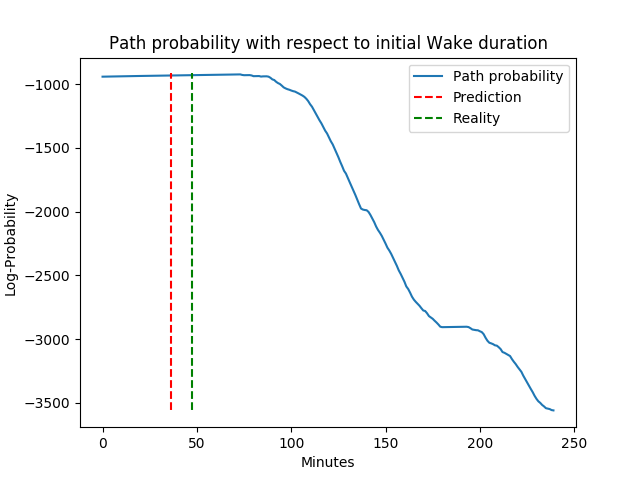 Path probability with respect to initial Wake duration
Path probability
Prediction
Reality
Log-Probability
−1000
−1500
−2000
−2500
−3000
−3500
0 50 100 150 200 250
Minutes